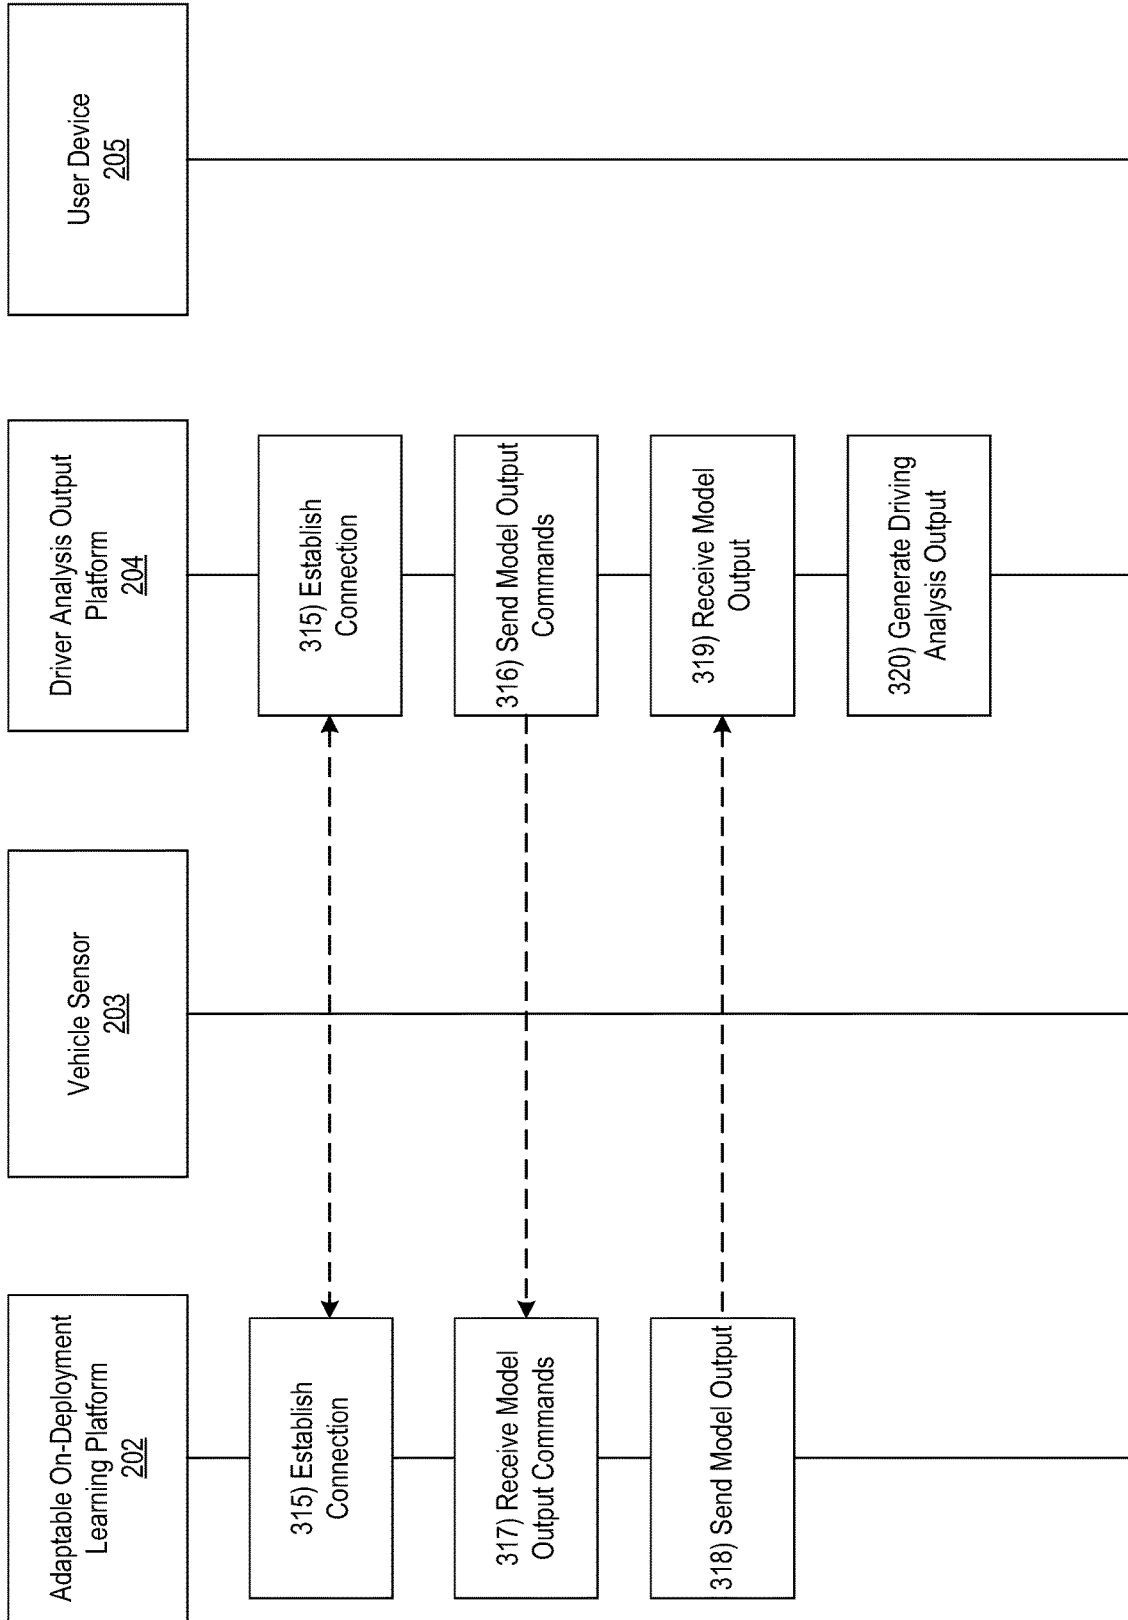 Adaptable On-Deployment
Learning Platform
202
Vehicle Sensor
203
Driver Analysis Output
Platform
204
User Device
205
315) Establish
Connection
315) Establish
Connection
317) Receive Model
Output Commands
316) Send Model Output
Commands
318) Send Model Output
319) Receive Model
Output
320) Generate Driving
Analysis Output